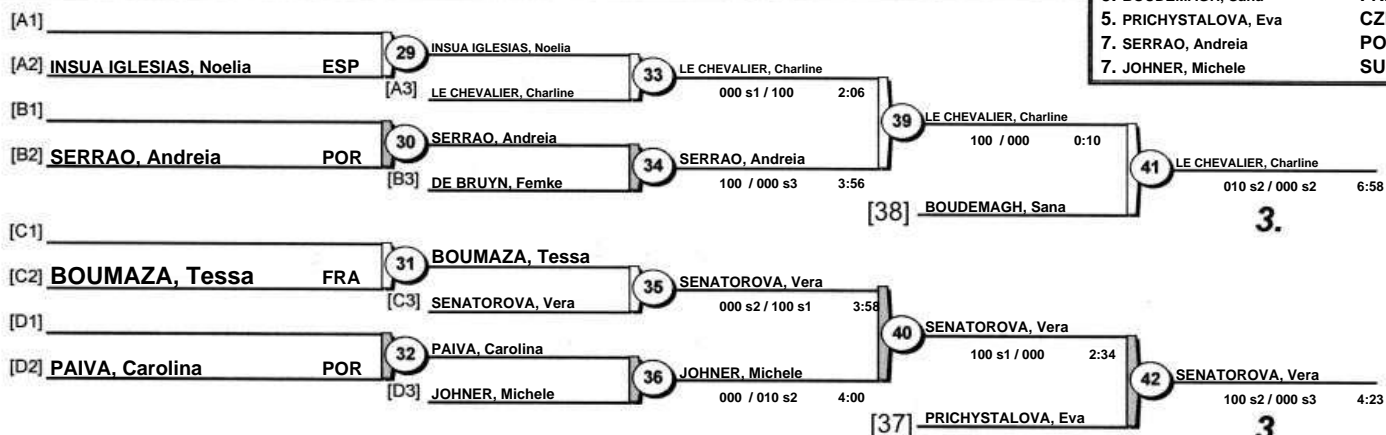 5. PRICHYSTALOVA, Eva CZ
7. SERRAO, Andreia PO
7. JOHNER, Michele SU
[A1]
[A2] INSUA IGLESIAS, Noelia ESP
29
INSUA IGLESIAS, Noelia
[A3] LE CHEVALIER, Charline
33
LE CHEVALIER, Charline
000 s1 / 100 2:06
[B1]
[B2] SERRAO, Andreia POR
30
SERRAO, Andreia
[B3] DE BRUYN, Femke
34
SERRAO, Andreia
100 / 000 s3 3:56
39
LE CHEVALIER, Charline
100 / 000 0:10
[38] BOUDEMAGH, Sana
41
LE CHEVALIER, Charline
010 s2 / 000 s2 6:58
3.
[C1]
[C2] BOUMAZA, Tessa FRA
31
BOUMAZA, Tessa
[C3] SENATOROVA, Vera
35
SENATOROVA, Vera
000 s2 / 100 s1 3:58
[D1]
[D2] PAIVA, Carolina POR
32
PAIVA, Carolina
[D3] JOHNER, Michele
36
JOHNER, Michele
000 / 010 s2 4:00
40
SENATOROVA, Vera
100 s1 / 000 2:34
[37] PRICHYSTALOVA, Eva
42
SENATOROVA, Vera
100 s2 / 000 s3 4:23
3